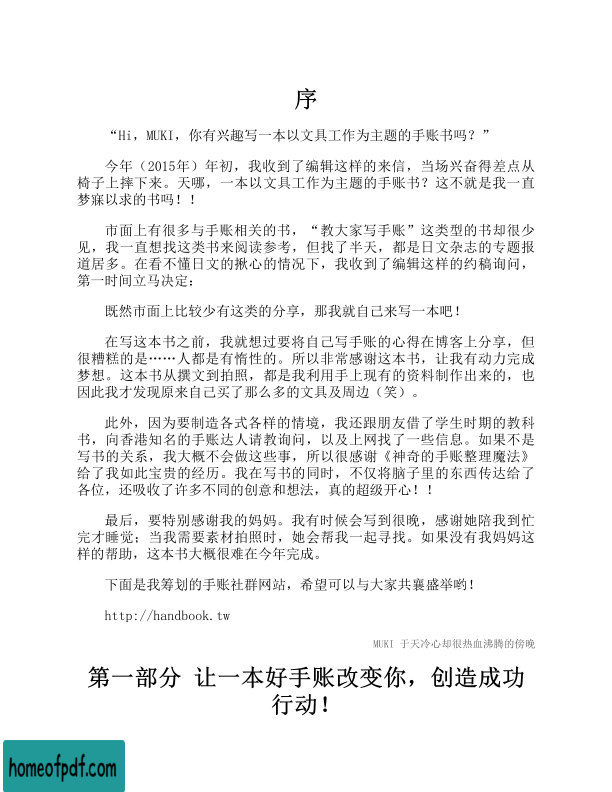 序
“Hi，MUKI，你有兴趣写一本以文具工作为主题的手账书吗？”
今年（2015年）年初，我收到了编辑这样的来信，当场兴奋得差点从
椅子上摔下来。天哪，一本以文具工作为主题的手账书？这不就是我一直
梦寐以求的书吗！！
市面上有很多与手账相关的书，“教大家写手账”这类型的书却很少
见，我一直想找这类书来阅读参考，但找了半天，都是日文杂志的专题报
道居多。在看不懂日文的揪心的情况下，我收到了编辑这样的约稿询问，
第一时间立马决定：
既然市面上比较少有这类的分享，那我就自己来写一本吧！
在写这本书之前，我就想过要将自己写手账的心得在博客上分享，但
很糟糕的是……人都是有惰性的。所以非常感谢这本书，让我有动力完成
梦想。这本书从撰文到拍照，都是我利用手上现有的资料制作出来的，也
因此我才发现原来自己买了那么多的文具及周边（笑）。
此外，因为要制造各式各样的情境，我还跟朋友借了学生时期的教科
书，向香港知名的手账达人请教询问，以及上网找了一些信息。如果不是
写书的关系，我大概不会做这些事，所以很感谢《神奇的手账整理魔法》
给了我如此宝贵的经历。我在写书的同时，不仅将脑子里的东西传达给了
各位，还吸收了许多不同的创意和想法，真的超级开心！！
最后，要特别感谢我的妈妈。我有时候会写到很晚，感谢她陪我到忙
完才睡觉；当我需要素材拍照时，她会帮我一起寻找。如果没有我妈妈这
样的帮助，这本书大概很难在今年完成。
下面是我筹划的手账社群网站，希望可以与大家共襄盛举哟！
http://handbook.tw
MUKI 于天冷心却很热血沸腾的傍晚
第一部分 让一本好手账改变你，创造成功
行动！
homeofpdf.com